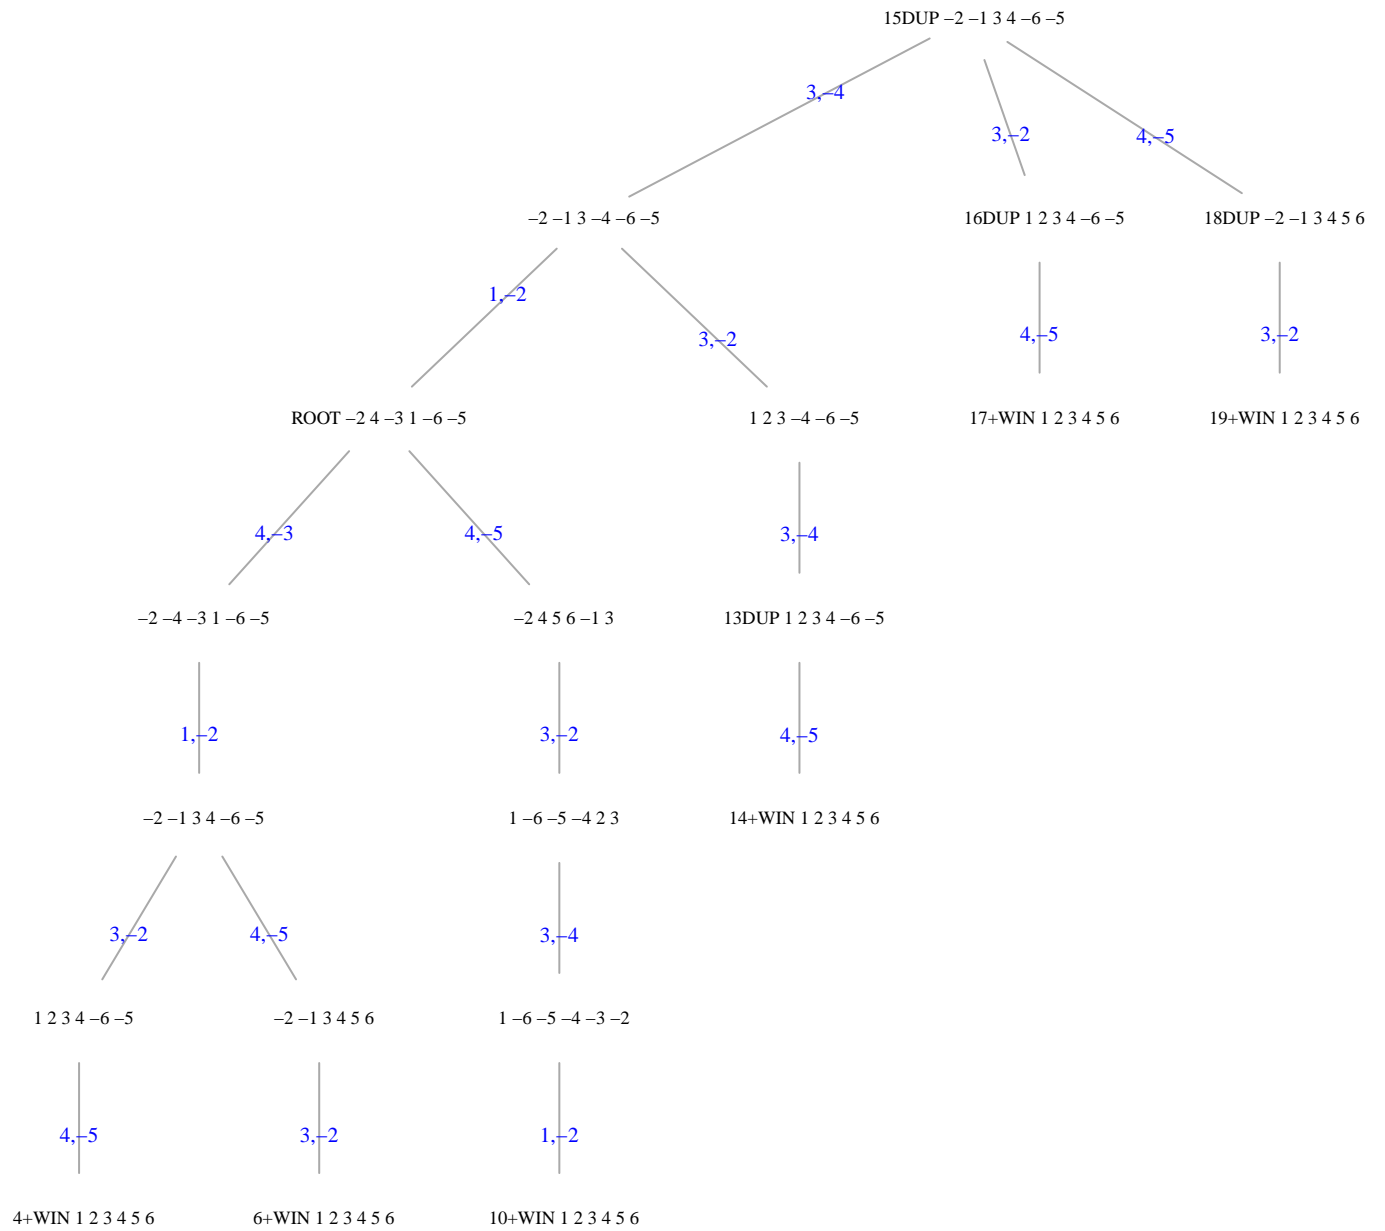 15DUP –2 –1 3 4 –6 –5
3,–4
3,–2
4,–5
–2 –1 3 –4 –6 –5
16DUP 1 2 3 4 –6 –5
18DUP –2 –1 3 4 5 6
1,–2
3,–2
4,–5
3,–2
ROOT –2 4 –3 1 –6 –5
1 2 3 –4 –6 –5
17+WIN 1 2 3 4 5 6
19+WIN 1 2 3 4 5 6
4,–3
4,–5
3,–4
–2 –4 –3 1 –6 –5
–2 4 5 6 –1 3
13DUP 1 2 3 4 –6 –5
1,–2
3,–2
4,–5
–2 –1 3 4 –6 –5
1 –6 –5 –4 2 3
14+WIN 1 2 3 4 5 6
3,–2
4,–5
3,–4
1 2 3 4 –6 –5
–2 –1 3 4 5 6
1 –6 –5 –4 –3 –2
4,–5
3,–2
1,–2
4+WIN 1 2 3 4 5 6
6+WIN 1 2 3 4 5 6
10+WIN 1 2 3 4 5 6